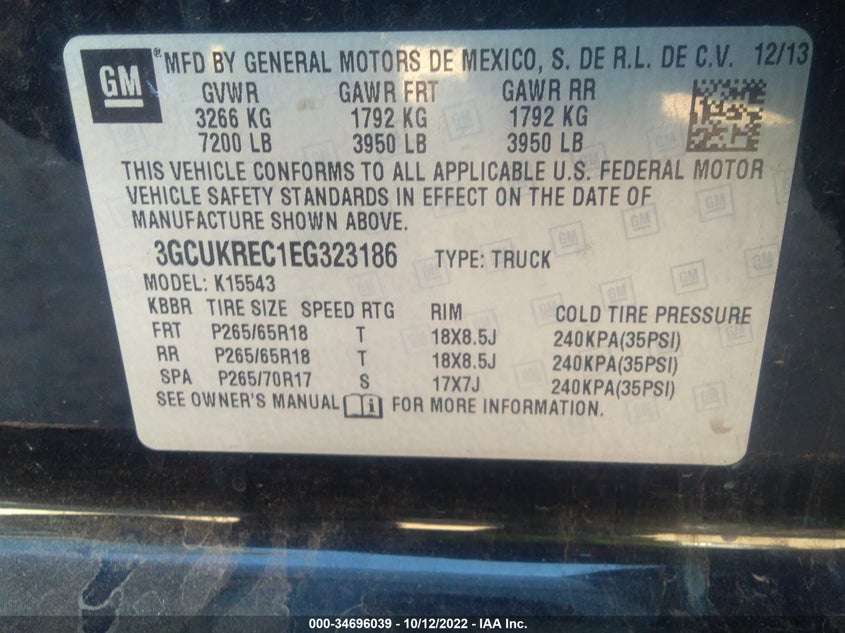 GM ® MFD BY GENERAL MOTORS DE MEXICO, S. DE R.L. DE C.V. 12/13
GVWR GAWR FRT GAWR RR
3266 KG 1792 KG 1792 KG
7200 LB 3950 LB 3950 LB
THIS VEHICLE CONFORMS TO ALL APPLICABLE U.S. FEDERAL MOTOR
VEHICLE SAFETY STANDARDS IN EFFECT ON THE DATE OF
MANUFACTURE SHOWN ABOVE.
3GCUKREC1EG323186 TYPE: TRUCK
MODEL: K15543
KBBR TIRE SIZE SPEED RTG RIM COLD TIRE PRESSURE
FRT P265/65R18 T 18X8.5J 240KPA(35PSI)
RR P265/65R18 T 18X8.5J 240KPA(35PSI)
SPA P265/70R17 S 17X7J 240KPA(35PSI)
SEE OWNER'S MANUAL i FOR MORE INFORMATION.
000-34696039 - 10/12/2022 - IAA Inc.